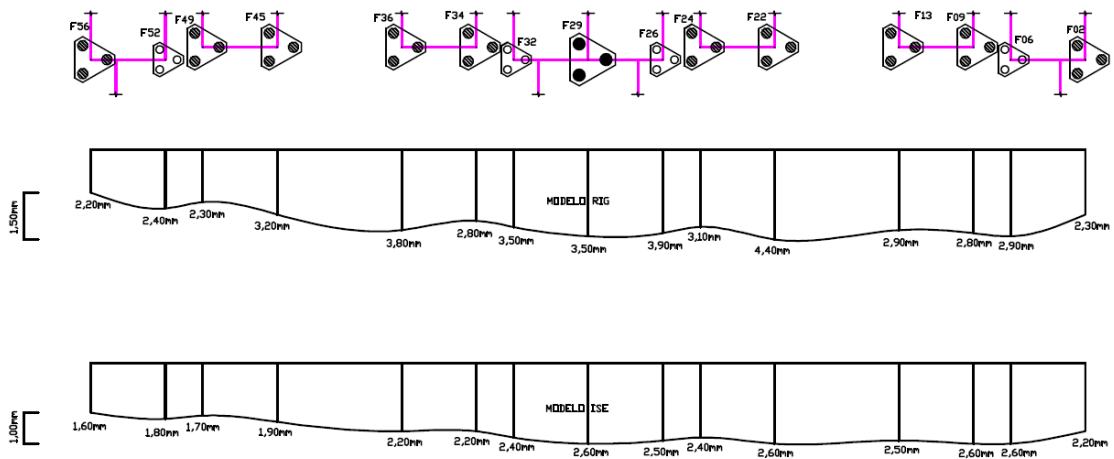 F56 F52 F49 F45 F36 F34 F32 F29 F26 F24 F22 F13 F09 F06 F02
1,50mm
MODELO RIG
2,20mm 2,40mm 2,30mm 3,20mm 3,80mm 2,80mm 3,50mm 3,50mm 3,90mm 3,10mm 4,40mm 2,90mm 2,80mm 2,90mm 2,30mm
1,00mm
MODELO ISE
1,60mm 1,80mm 1,70mm 1,90mm 2,20mm 2,20mm 2,40mm 2,60mm 2,50mm 2,40mm 2,60mm 2,50mm 2,60mm 2,60mm 2,20mm